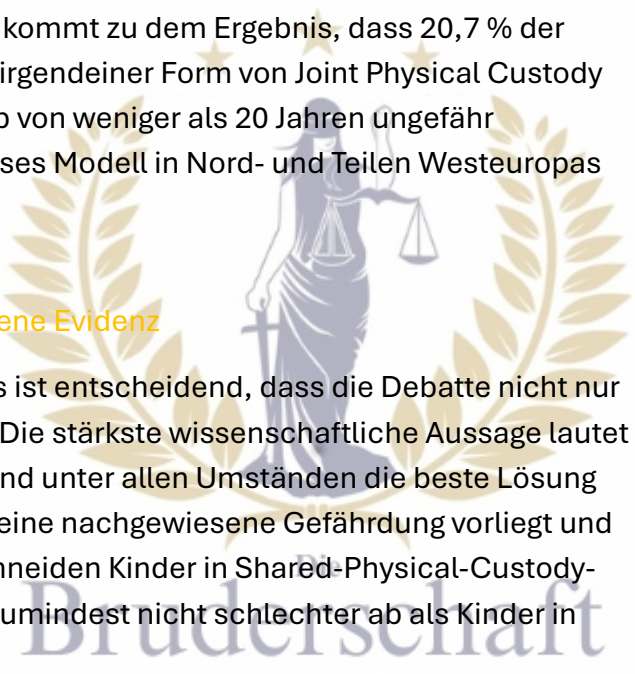 kommt zu dem Ergebnis, dass 20,7 % der
irgendeiner Form von Joint Physical Custody
von weniger als 20 Jahren ungefähr
ses Modell in Nord- und Teilen Westeuropas
ene Evidenz
s ist entscheidend, dass die Debatte nicht nur
Die stärkste wissenschaftliche Aussage lautet
nd unter allen Umständen die beste Lösung
eine nachgewiesene Gefährdung vorliegt und
hneiden Kinder in Shared-Physical-Custody-
umindest nicht schlechter ab als Kinder in
Die
Bruderschaft